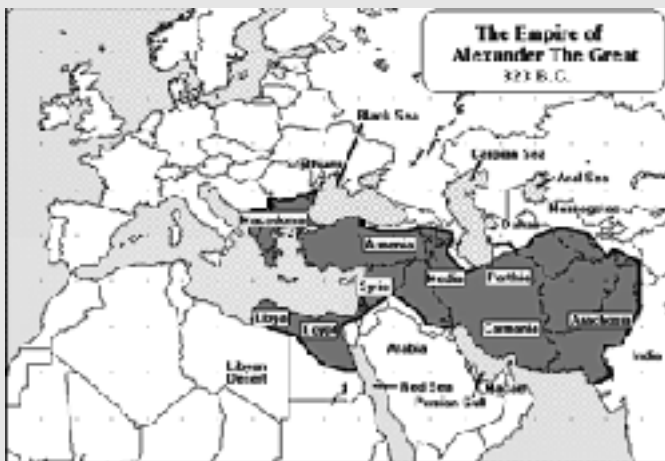 The Empire of
Alexander The Great
323 B.C.
Black Sea
Caspian Sea
Aral Sea
Armenia
Syria
Media
Parthia
Libya
Egypt
Carmania
Arachosia
India
Arabia
Libyan
Desert
Red Sea
Persian Gulf